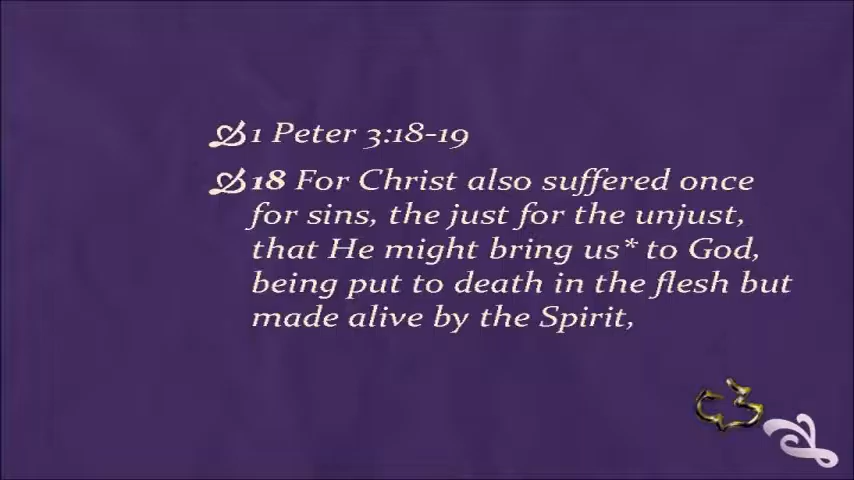 1 Peter 3:18-19
18 For Christ also suffered once
for sins, the just for the unjust,
that He might bring us* to God,
being put to death in the flesh but
made alive by the Spirit,